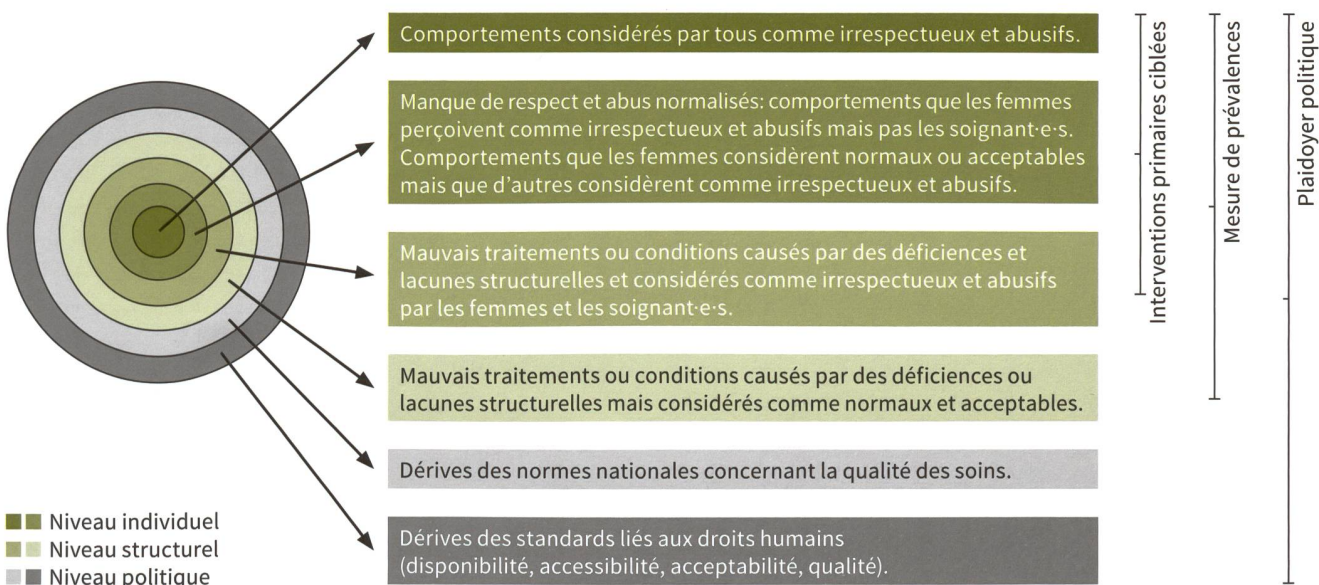 Comportements considérés par tous comme irrespectueux et abusifs.
Manque de respect et abus normalisés: comportements que les femmes
perçoivent comme irrespectueux et abusifs mais pas les soignant·e·s.
Comportements que les femmes considèrent normaux ou acceptables
mais que d'autres considèrent comme irrespectueux et abusifs.
Mauvais traitements ou conditions causés par des déficiences et
lacunes structurelles et considérés comme irrespectueux et abusifs
par les femmes et les soignant·e·s.
Mauvais traitements ou conditions causés par des déficiences ou
lacunes structurelles mais considérés comme normaux et acceptables.
Dérives des normes nationales concernant la qualité des soins.
Dérives des standards liés aux droits humains
(disponibilité, accessibilité, acceptabilité, qualité).
Interventions primaires ciblées
Mesure de prévalences
Plaidoyer politique
Niveau individuel
Niveau structurel
Niveau politique